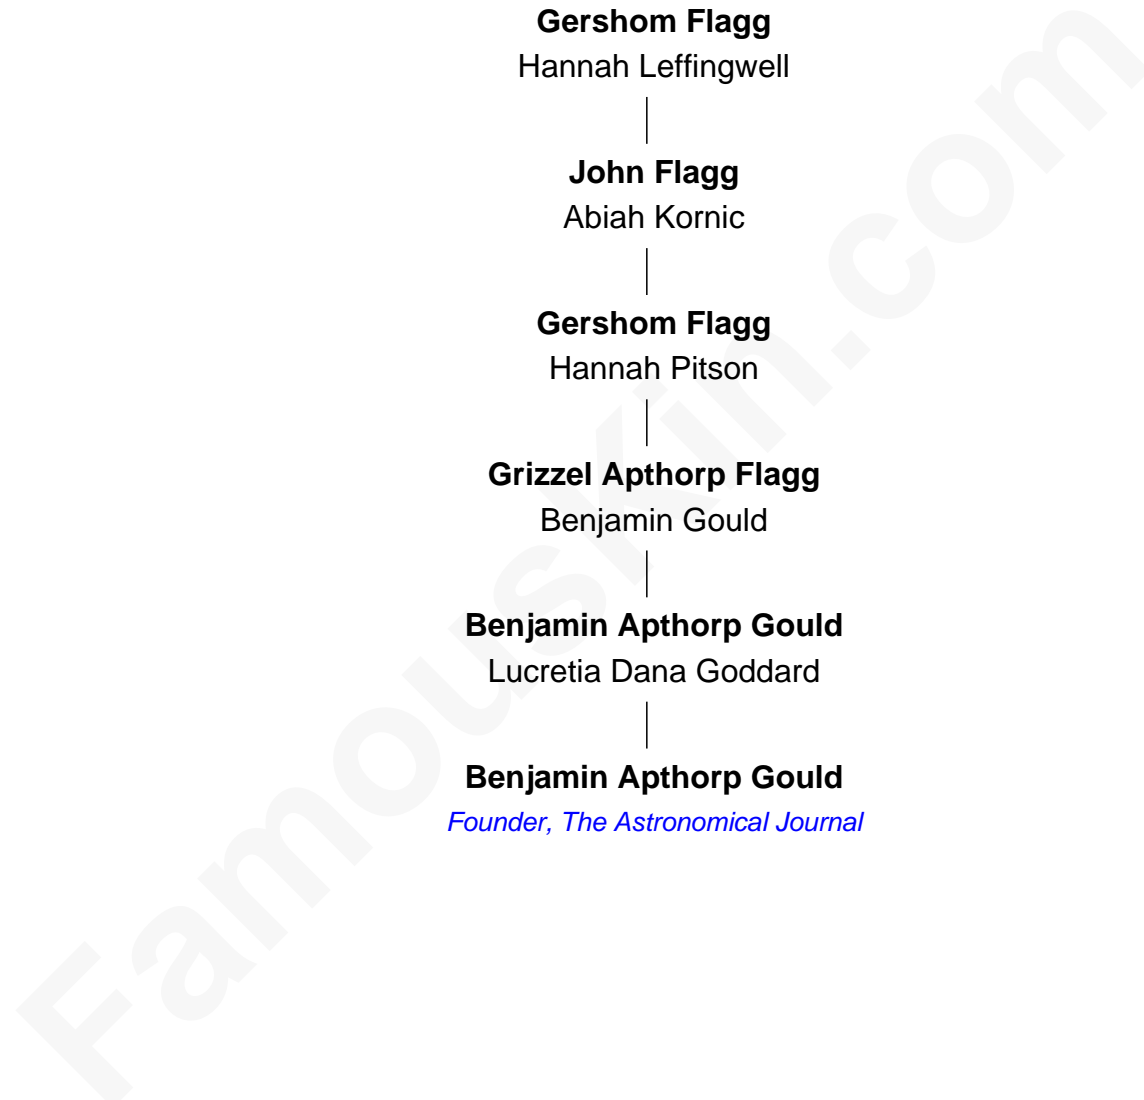 Gershom Flagg
Hannah Leffingwell
John Flagg
Abiah Kornic
Gershom Flagg
Hannah Pitson
Grizzel Apthorp Flagg
Benjamin Gould
Benjamin Apthorp Gould
Lucretia Dana Goddard
Benjamin Apthorp Gould
Founder, The Astronomical Journal
FamousKin.com